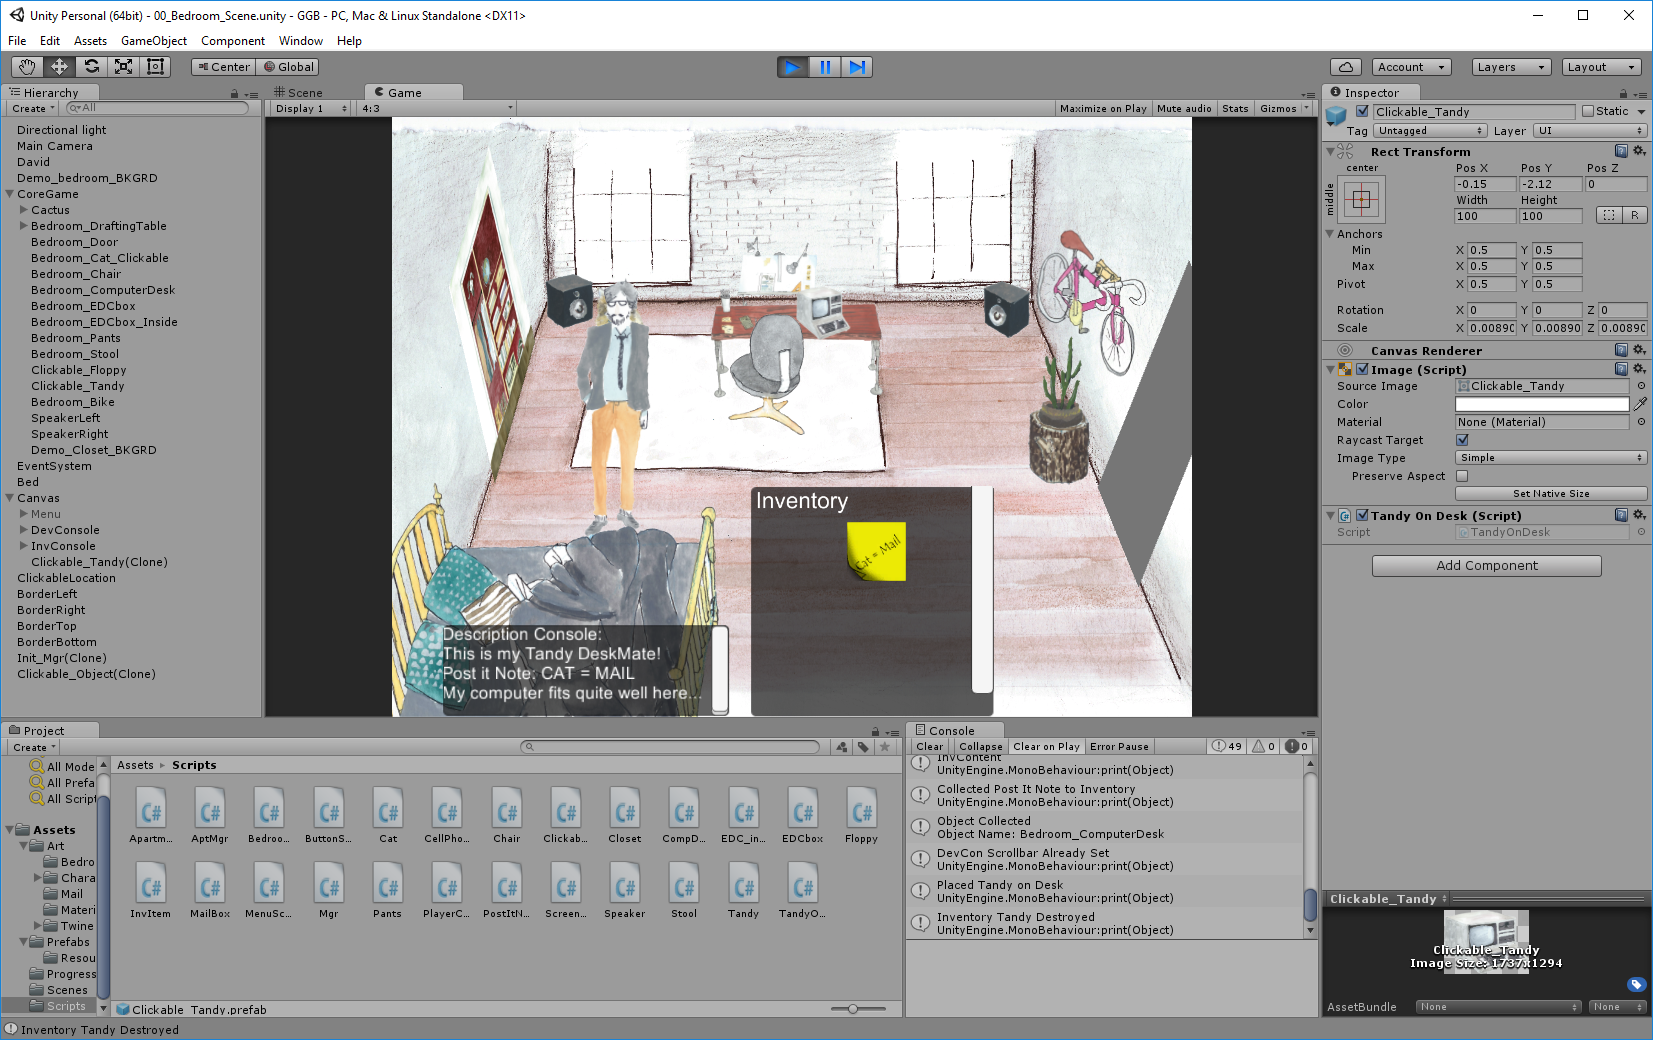 Unity Personal (64bit) - 00_Bedroom_Scene.unity - GGB - PC, Mac & Linux Standalone <DX11>
File Edit Assets GameObject Component Window Help
Center Global Account Layers Layout
Hierarchy
Create All
Directional light
Main Camera
David
Demo_bedroom_BKGRD
CoreGame
Cactus
Bedroom_DraftingTable
Bedroom_Door
Bedroom_Cat_Clickable
Bedroom_Chair
Bedroom_ComputerDesk
Bedroom_EDCbox
Bedroom_EDCbox_Inside
Bedroom_Pants
Bedroom_Stool
Clickable_Floppy
Clickable_Tandy
Bedroom_Bike
SpeakerLeft
SpeakerRight
Demo_Closet_BKGRD
EventSystem
Bed
Canvas
Menu
DevConsole
InvConsole
Clickable_Tandy(Clone)
ClickableLocation
BorderLeft
BorderRight
BorderTop
BorderBottom
Init_Mgr(Clone)
Clickable_Object(Clone)
Scene Game
Display 1 4:3 Maximize on Play Mute audio Stats Gizmos
Inventory
Cat = Mail
Description Console:
This is my Tandy DeskMate!
Post it Note: CAT = MAIL
My computer fits quite well here...
Inspector
Clickable_Tandy Static
Tag Untagged Layer UI
Rect Transform
center
middle
Pos X Pos Y Pos Z
-0.15 -2.12 0
Width Height
100 100 R
Anchors
Min X 0.5 Y 0.5
Max X 0.5 Y 0.5
Pivot X 0.5 Y 0.5
Rotation X 0 Y 0 Z 0
Scale X 0.00890 Y 0.00890 Z 0.00890
Canvas Renderer
Image (Script)
Source Image Clickable_Tandy
Color
Material None (Material)
Raycast Target
Image Type Simple
Preserve Aspect
Set Native Size
Tandy On Desk (Script)
Script TandyOnDesk
Add Component
Project
Create
All Mode
All Prefa
All Script
Assets
Art
Bedro
Chara
Mail
Materi
Twine
Prefabs
Resou
Progress
Scenes
Scripts
Assets Scripts
Apartm... AptMgr Bedroo... ButtonS... Cat CellPho... Chair Clickab... Closet CompD... EDC_in... EDCbox Floppy
InvItem MailBox MenuSc... Mgr Pants PlayerC... PostItN... Screen... Speaker Stool Tandy TandyO...
Clickable_Tandy.prefab
Console
Clear Collapse Clear on Play Error Pause 49 0 0
InvContent
UnityEngine.MonoBehaviour:print(Object)
Collected Post It Note to Inventory
UnityEngine.MonoBehaviour:print(Object)
Object Collected
Object Name: Bedroom_ComputerDesk
DevCon Scrollbar Already Set
UnityEngine.MonoBehaviour:print(Object)
Placed Tandy on Desk
UnityEngine.MonoBehaviour:print(Object)
Inventory Tandy Destroyed
UnityEngine.MonoBehaviour:print(Object)
Clickable_Tandy
Clickable_Tandy
Image Size: 1737x1294
AssetBundle None None
Inventory Tandy Destroyed